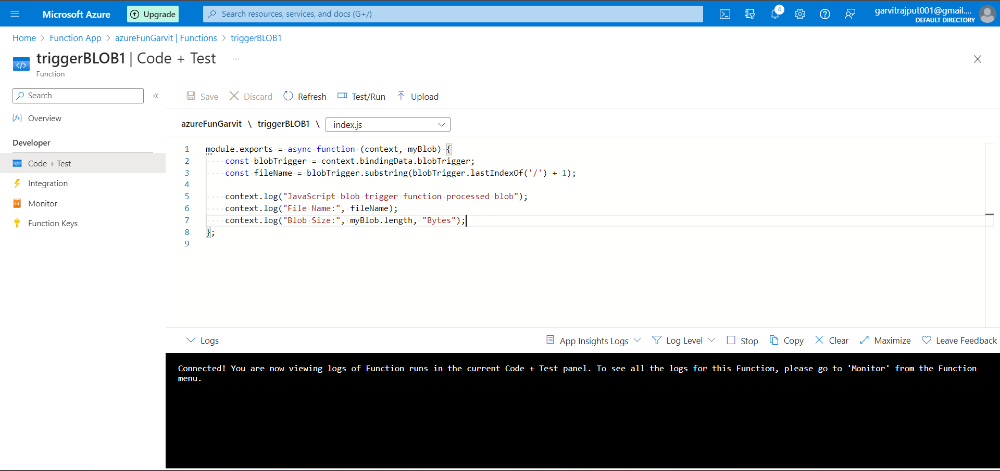 Microsoft Azure
Upgrade
Search resources, services, and docs (G+/)
4
garvitrajput001@gmail....
DEFAULT DIRECTORY
Home > Function App > azureFunGarvit | Functions > triggerBLOB1
triggerBLOB1 | Code + Test ...
Function
Search
«
Save
Discard
Refresh
Test/Run
Upload
Overview
Developer
Code + Test
Integration
Monitor
Function Keys
azureFunGarvit \ triggerBLOB1 \ index.js
1 module.exports = async function (context, myBlob) {
2 const blobTrigger = context.bindingData.blobTrigger;
3 const fileName = blobTrigger.substring(blobTrigger.lastIndexOf('/') + 1);
4
5 context.log("JavaScript blob trigger function processed blob");
6 context.log("File Name:", fileName);
7 context.log("Blob Size:", myBlob.length, "Bytes");
8 };
9
Logs
App Insights Logs
Log Level
Stop
Copy
Clear
Maximize
Leave Feedback
Connected! You are now viewing logs of Function runs in the current Code + Test panel. To see all the logs for this Function, please go to 'Monitor' from the Function
menu.